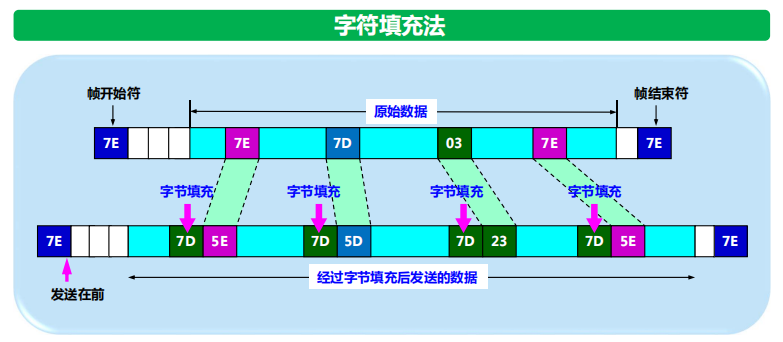 字符填充法
帧开始符
原始数据
帧结束符
7E 7E 7D 03 7E 7E
字节填充 字节填充 字节填充 字节填充
7E 7D 5E 7D 5D 7D 23 7D 5E 7E
发送在前
经过字节填充后发送的数据